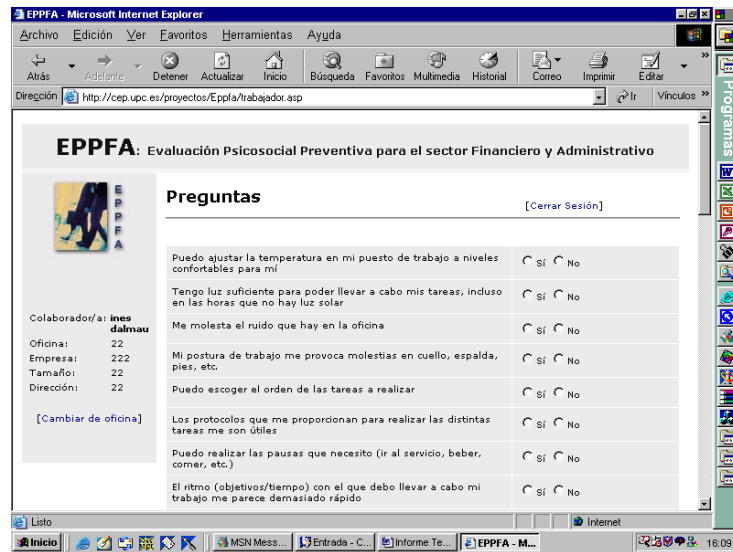 EPPFA - Microsoft Internet Explorer
Archivo Edición Ver Favoritos Herramientas Ayuda
Atrás Adelante Detener Actualizar Inicio Búsqueda Favoritos Multimedia Historial Correo Imprimir Editar
Dirección http://cep.upc.es/proyectos/Eppfa/trabajador.asp Ir Vínculos
Programas
EPPFA: Evaluación Psicosocial Preventiva para el sector Financiero y Administrativo
E
P
P
F
A
Preguntas
[Cerrar Sesión]
Colaborador/a: ines
dalmau
Oficina: 22
Empresa: 222
Tamaño: 22
Dirección: 22
[Cambiar de oficina]
Puedo ajustar la temperatura en mi puesto de trabajo a niveles
confortables para mí
Sí No
Tengo luz suficiente para poder llevar a cabo mis tareas, incluso
en las horas que no hay luz solar
Sí No
Me molesta el ruido que hay en la oficina
Sí No
Mi postura de trabajo me provoca molestias en cuello, espalda,
pies, etc.
Sí No
Puedo escoger el orden de las tareas a realizar
Sí No
Los protocolos que me proporcionan para realizar las distintas
tareas me son útiles
Sí No
Puedo realizar las pausas que necesito (ir al servicio, beber,
comer, etc.)
Sí No
El ritmo (objetivos/tiempo) con el que debo llevar a cabo mi
trabajo me parece demasiado rápido
Sí No
Listo Internet
Inicio MSN Mess... Entrada - C... Informe Te... EPPFA - M... 16:09